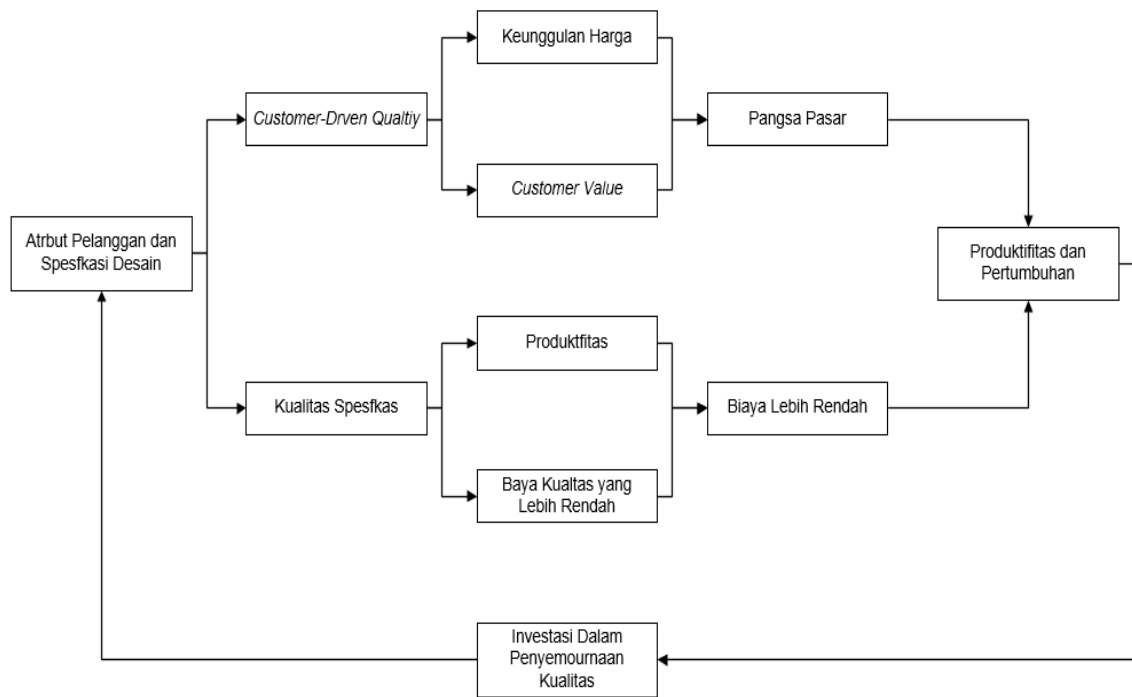 Keunggulan Harga
Customer-Drven Qualtiy
Pangsa Pasar
Customer Value
Atrbut Pelanggan dan
Spesfkasi Desain
Produktifitas dan
Pertumbuhan
Produktfitas
Kualitas Spesfkas
Biaya Lebih Rendah
Baya Kualtas yang
Lebih Rendah
Investasi Dalam
Penyemournaan
Kualitas